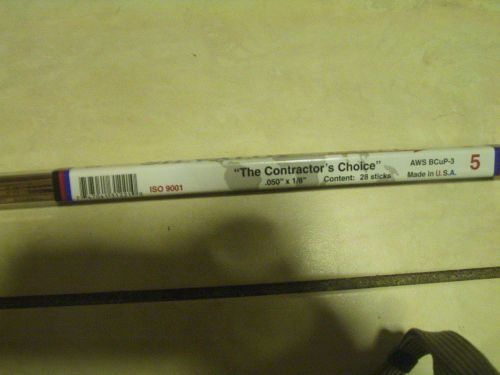 ISO 9001
"The Contractor's Choice"
.050" x 1/8" Content: 28 sticks
AWS BCuP-3
Made in U.S.A.
5